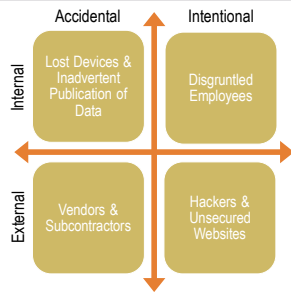 Accidental
Intentional
Internal
Lost Devices &
Inadvertent
Publication of
Data
Disgruntled
Employees
External
Vendors &
Subcontractors
Hackers &
Unsecured
Websites